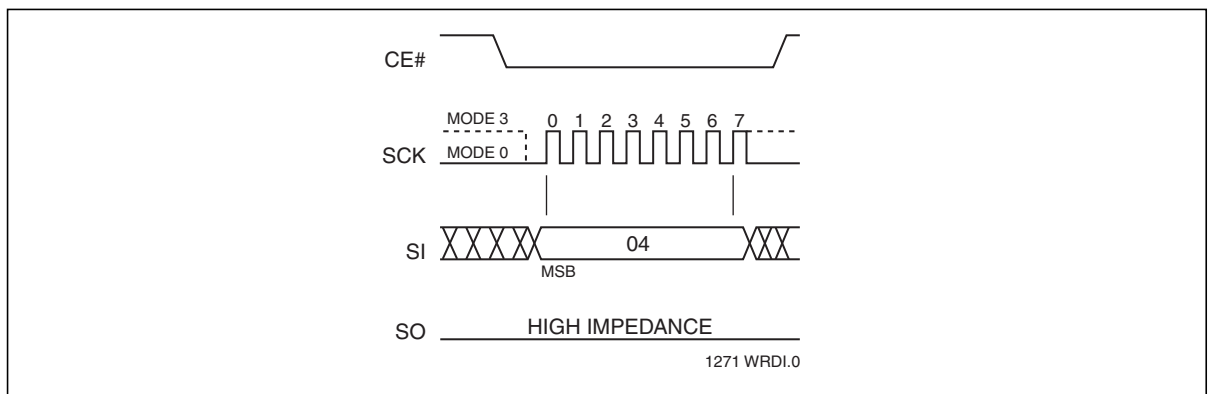 CE#
MODE 3
0 1 2 3 4 5 6 7
SCK
MODE 0
SI
04
MSB
SO
HIGH IMPEDANCE
1271 WRDI.0